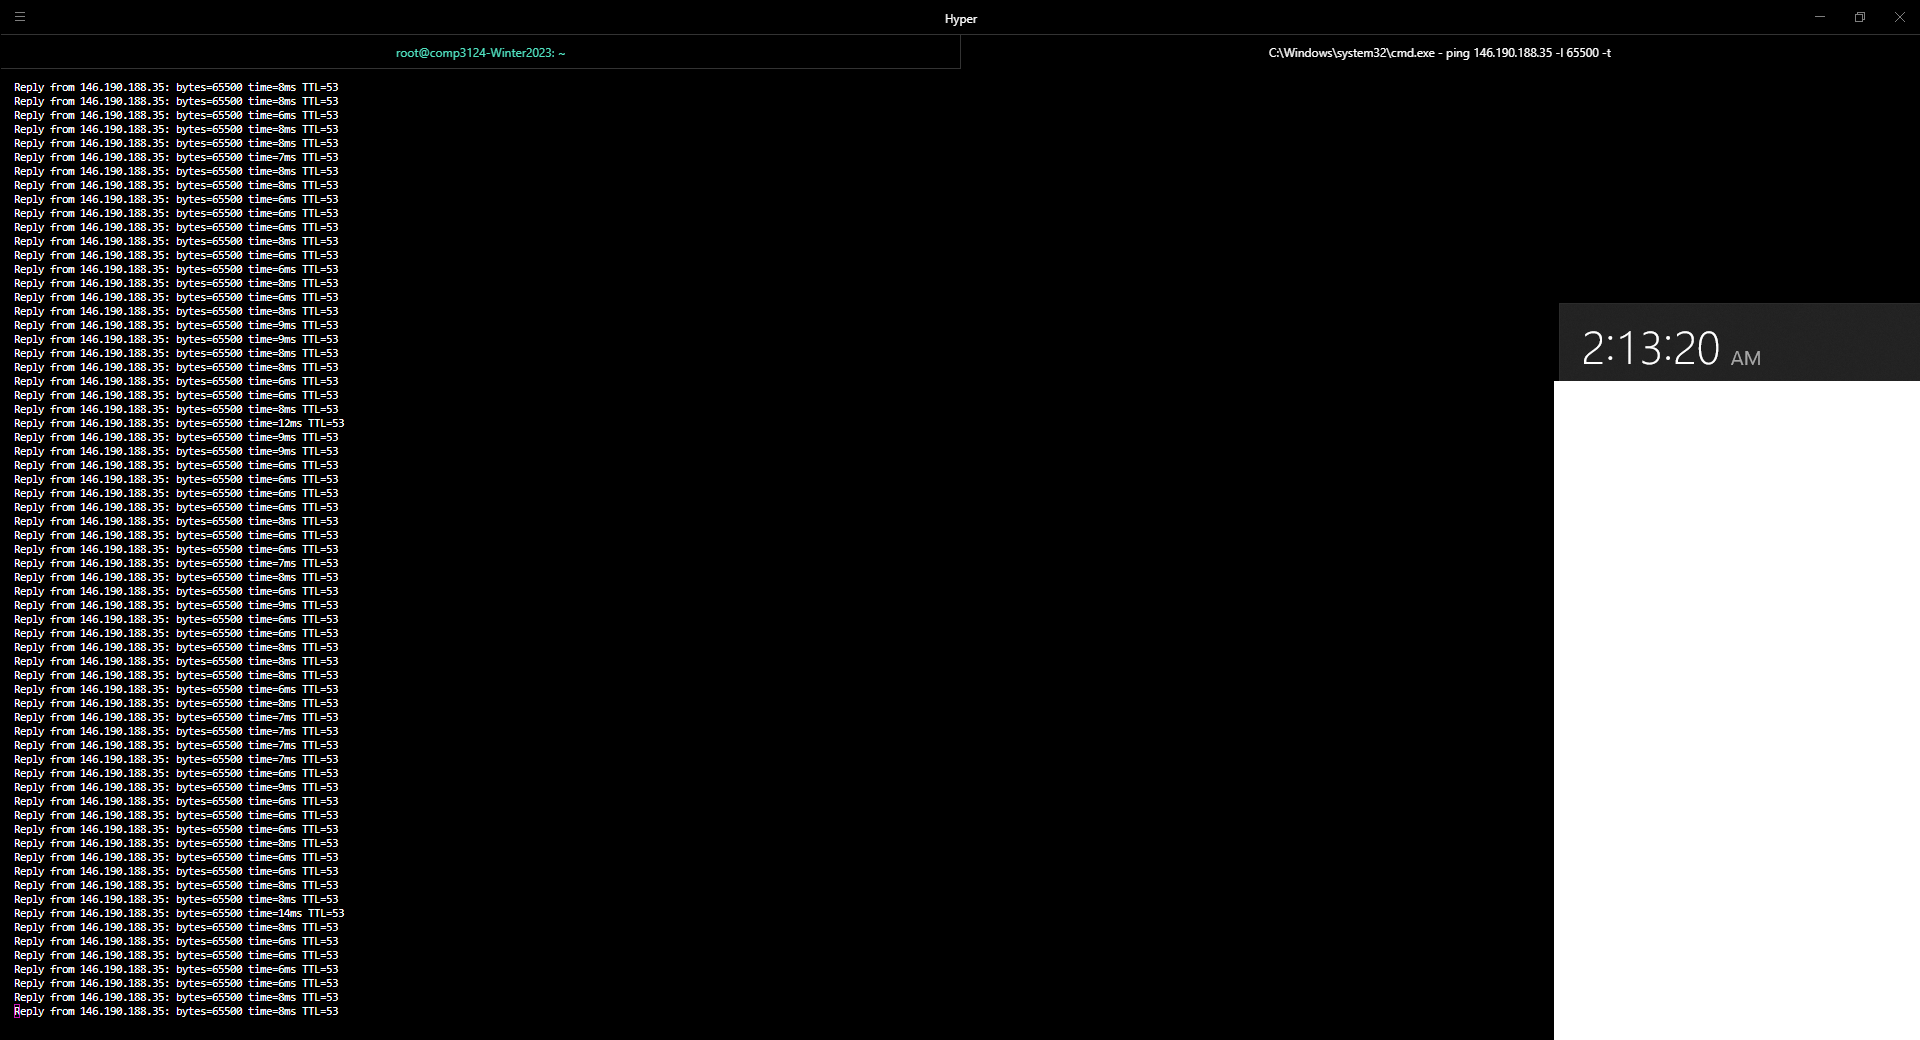 Hyper
root@comp3124-Winter2023: ~
C:\Windows\system32\cmd.exe - ping 146.190.188.35 -l 65500 -t
Reply from 146.190.188.35: bytes=65500 time=8ms TTL=53
Reply from 146.190.188.35: bytes=65500 time=8ms TTL=53
Reply from 146.190.188.35: bytes=65500 time=6ms TTL=53
Reply from 146.190.188.35: bytes=65500 time=8ms TTL=53
Reply from 146.190.188.35: bytes=65500 time=8ms TTL=53
Reply from 146.190.188.35: bytes=65500 time=7ms TTL=53
Reply from 146.190.188.35: bytes=65500 time=8ms TTL=53
Reply from 146.190.188.35: bytes=65500 time=8ms TTL=53
Reply from 146.190.188.35: bytes=65500 time=6ms TTL=53
Reply from 146.190.188.35: bytes=65500 time=6ms TTL=53
Reply from 146.190.188.35: bytes=65500 time=6ms TTL=53
Reply from 146.190.188.35: bytes=65500 time=8ms TTL=53
Reply from 146.190.188.35: bytes=65500 time=6ms TTL=53
Reply from 146.190.188.35: bytes=65500 time=6ms TTL=53
Reply from 146.190.188.35: bytes=65500 time=8ms TTL=53
Reply from 146.190.188.35: bytes=65500 time=6ms TTL=53
Reply from 146.190.188.35: bytes=65500 time=8ms TTL=53
Reply from 146.190.188.35: bytes=65500 time=9ms TTL=53
Reply from 146.190.188.35: bytes=65500 time=9ms TTL=53
Reply from 146.190.188.35: bytes=65500 time=8ms TTL=53
Reply from 146.190.188.35: bytes=65500 time=8ms TTL=53
Reply from 146.190.188.35: bytes=65500 time=6ms TTL=53
Reply from 146.190.188.35: bytes=65500 time=6ms TTL=53
Reply from 146.190.188.35: bytes=65500 time=8ms TTL=53
Reply from 146.190.188.35: bytes=65500 time=12ms TTL=53
Reply from 146.190.188.35: bytes=65500 time=9ms TTL=53
Reply from 146.190.188.35: bytes=65500 time=9ms TTL=53
Reply from 146.190.188.35: bytes=65500 time=6ms TTL=53
Reply from 146.190.188.35: bytes=65500 time=6ms TTL=53
Reply from 146.190.188.35: bytes=65500 time=6ms TTL=53
Reply from 146.190.188.35: bytes=65500 time=6ms TTL=53
Reply from 146.190.188.35: bytes=65500 time=8ms TTL=53
Reply from 146.190.188.35: bytes=65500 time=6ms TTL=53
Reply from 146.190.188.35: bytes=65500 time=6ms TTL=53
Reply from 146.190.188.35: bytes=65500 time=7ms TTL=53
Reply from 146.190.188.35: bytes=65500 time=8ms TTL=53
Reply from 146.190.188.35: bytes=65500 time=6ms TTL=53
Reply from 146.190.188.35: bytes=65500 time=9ms TTL=53
Reply from 146.190.188.35: bytes=65500 time=6ms TTL=53
Reply from 146.190.188.35: bytes=65500 time=6ms TTL=53
Reply from 146.190.188.35: bytes=65500 time=8ms TTL=53
Reply from 146.190.188.35: bytes=65500 time=8ms TTL=53
Reply from 146.190.188.35: bytes=65500 time=8ms TTL=53
Reply from 146.190.188.35: bytes=65500 time=6ms TTL=53
Reply from 146.190.188.35: bytes=65500 time=8ms TTL=53
Reply from 146.190.188.35: bytes=65500 time=7ms TTL=53
Reply from 146.190.188.35: bytes=65500 time=7ms TTL=53
Reply from 146.190.188.35: bytes=65500 time=7ms TTL=53
Reply from 146.190.188.35: bytes=65500 time=7ms TTL=53
Reply from 146.190.188.35: bytes=65500 time=6ms TTL=53
Reply from 146.190.188.35: bytes=65500 time=9ms TTL=53
Reply from 146.190.188.35: bytes=65500 time=6ms TTL=53
Reply from 146.190.188.35: bytes=65500 time=6ms TTL=53
Reply from 146.190.188.35: bytes=65500 time=6ms TTL=53
Reply from 146.190.188.35: bytes=65500 time=8ms TTL=53
Reply from 146.190.188.35: bytes=65500 time=6ms TTL=53
Reply from 146.190.188.35: bytes=65500 time=6ms TTL=53
Reply from 146.190.188.35: bytes=65500 time=8ms TTL=53
Reply from 146.190.188.35: bytes=65500 time=8ms TTL=53
Reply from 146.190.188.35: bytes=65500 time=14ms TTL=53
Reply from 146.190.188.35: bytes=65500 time=8ms TTL=53
Reply from 146.190.188.35: bytes=65500 time=6ms TTL=53
Reply from 146.190.188.35: bytes=65500 time=6ms TTL=53
Reply from 146.190.188.35: bytes=65500 time=6ms TTL=53
Reply from 146.190.188.35: bytes=65500 time=6ms TTL=53
Reply from 146.190.188.35: bytes=65500 time=8ms TTL=53
Reply from 146.190.188.35: bytes=65500 time=8ms TTL=53
2:13:20 AM